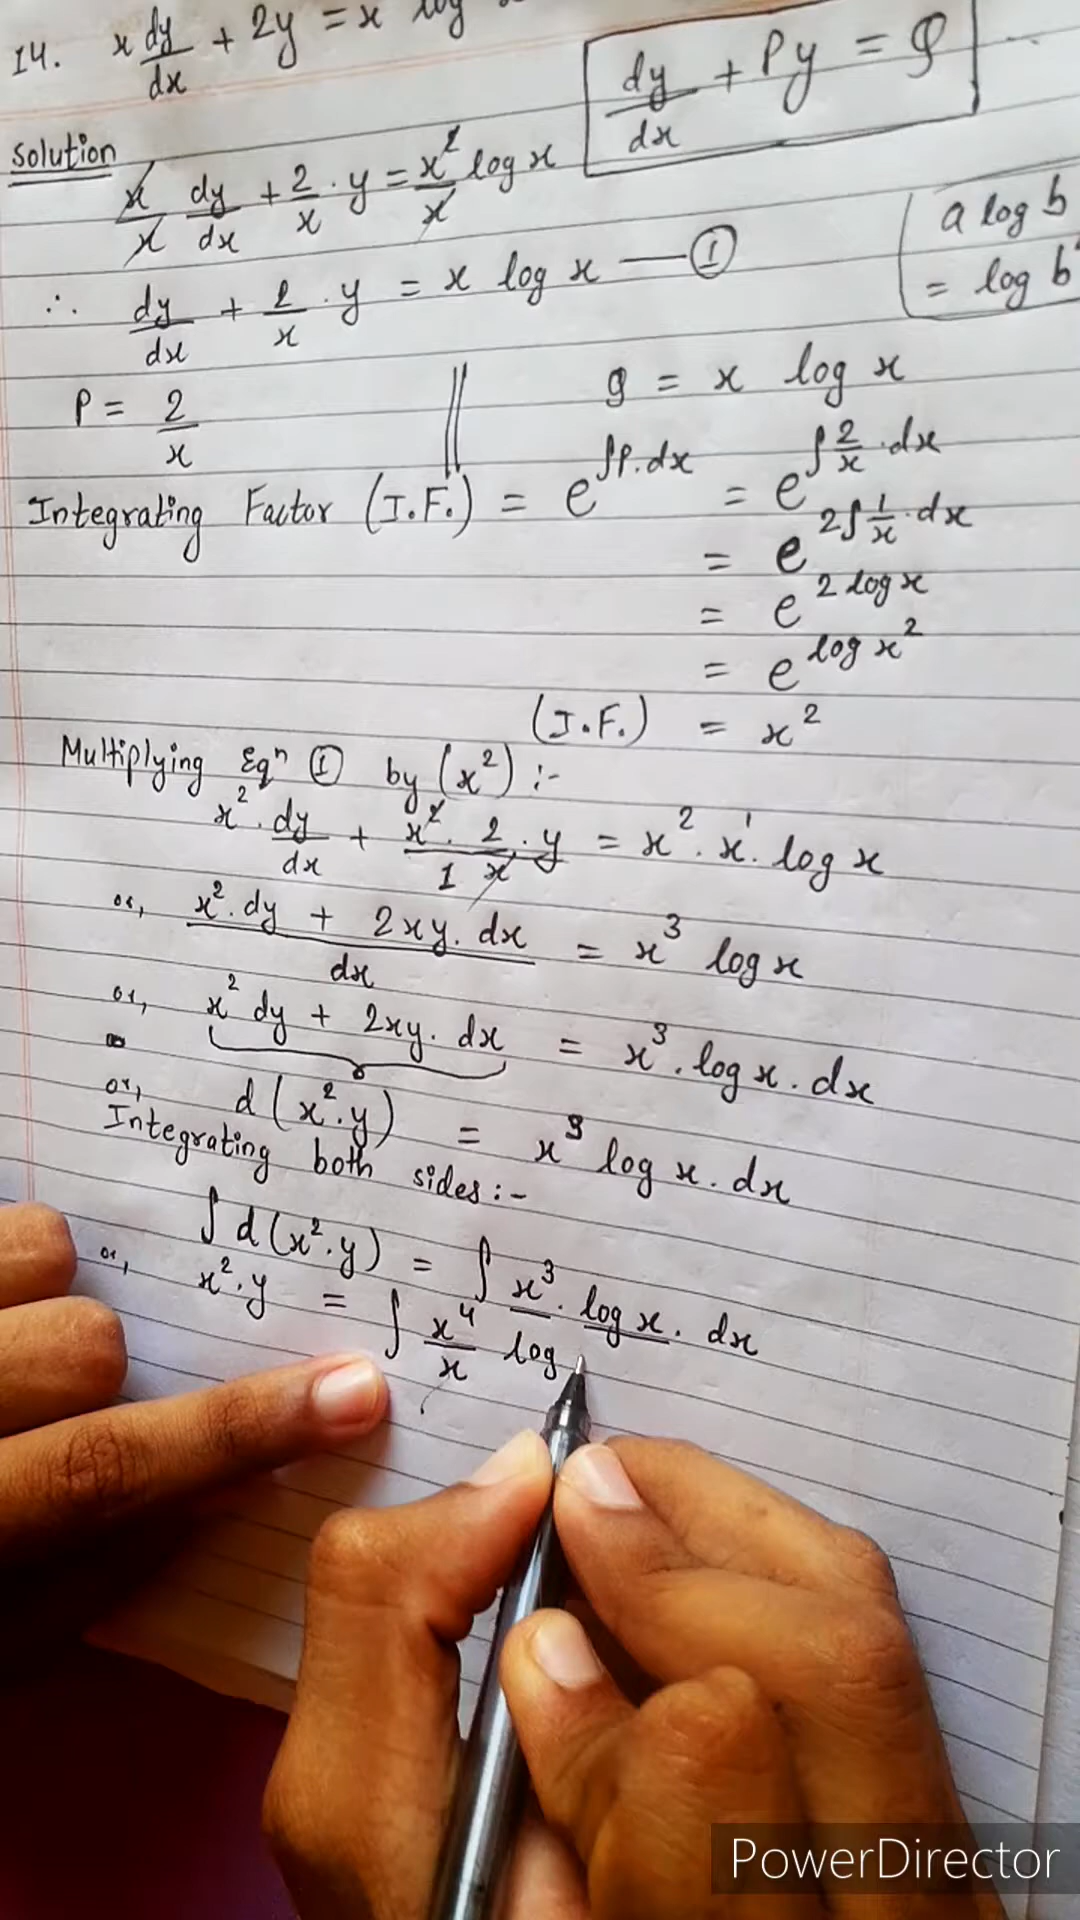 14. x dy/dx + 2y = x log
dy/dx + Py = Q
Solution
x/x dy/dx + 2/x · y = x²/x log x
a log b
= log b
∴ dy/dx + 2/x · y = x log x — ①
P = 2/x
Q = x log x
Integrating Factor (I.F.) = e^∫P.dx = e^∫2/x .dx
= e^2∫1/x .dx
= e^2 log x
= e^log x²
(I.F.) = x²
Multiplying Eqⁿ ① by (x²) :-
x² . dy/dx + x²/1 . 2/x . y = x² . x¹ . log x
or, x². dy + 2xy. dx / dx = x³ log x
or, x² dy + 2xy. dx = x³ . log x . dx
or, d (x². y) = x³ log x . dx
Integrating both sides :-
∫ d (x². y) = ∫ x³ . log x . dx
or, x². y = ∫ x⁴/x log
PowerDirector